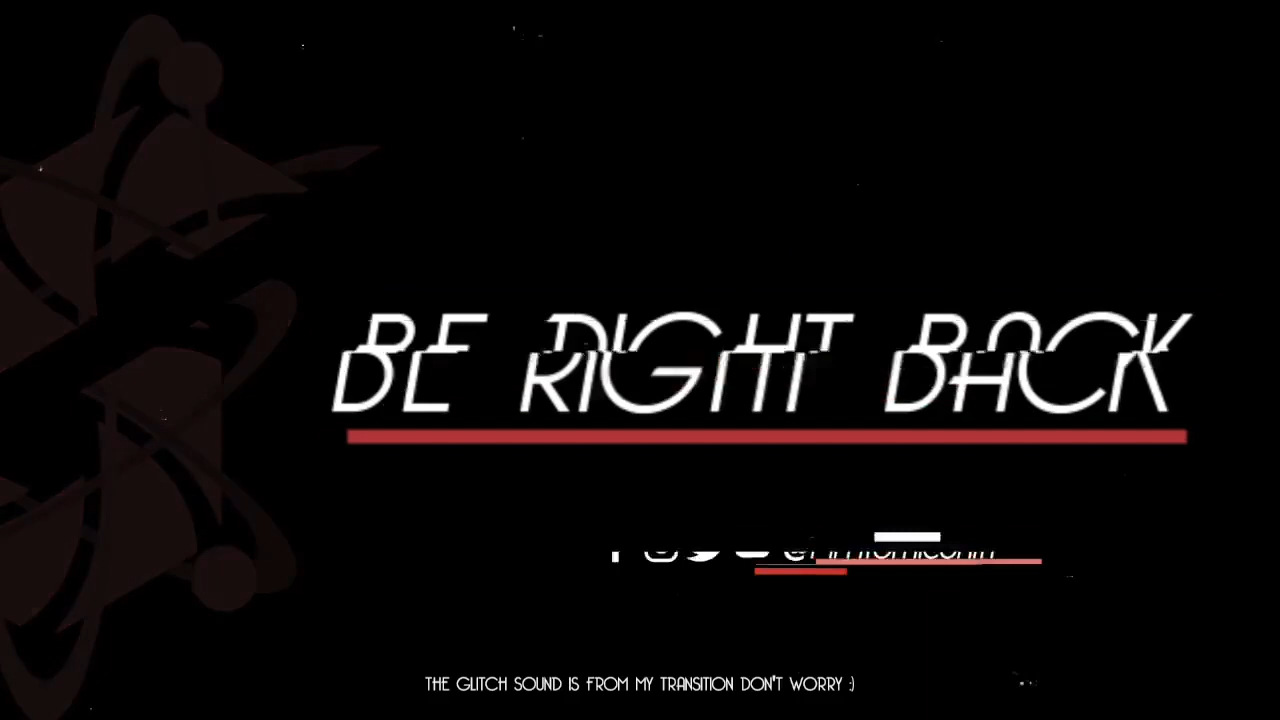 BE RIGHT BACK
THE GLITCH SOUND IS FROM MY TRANSITION DON'T WORRY :)